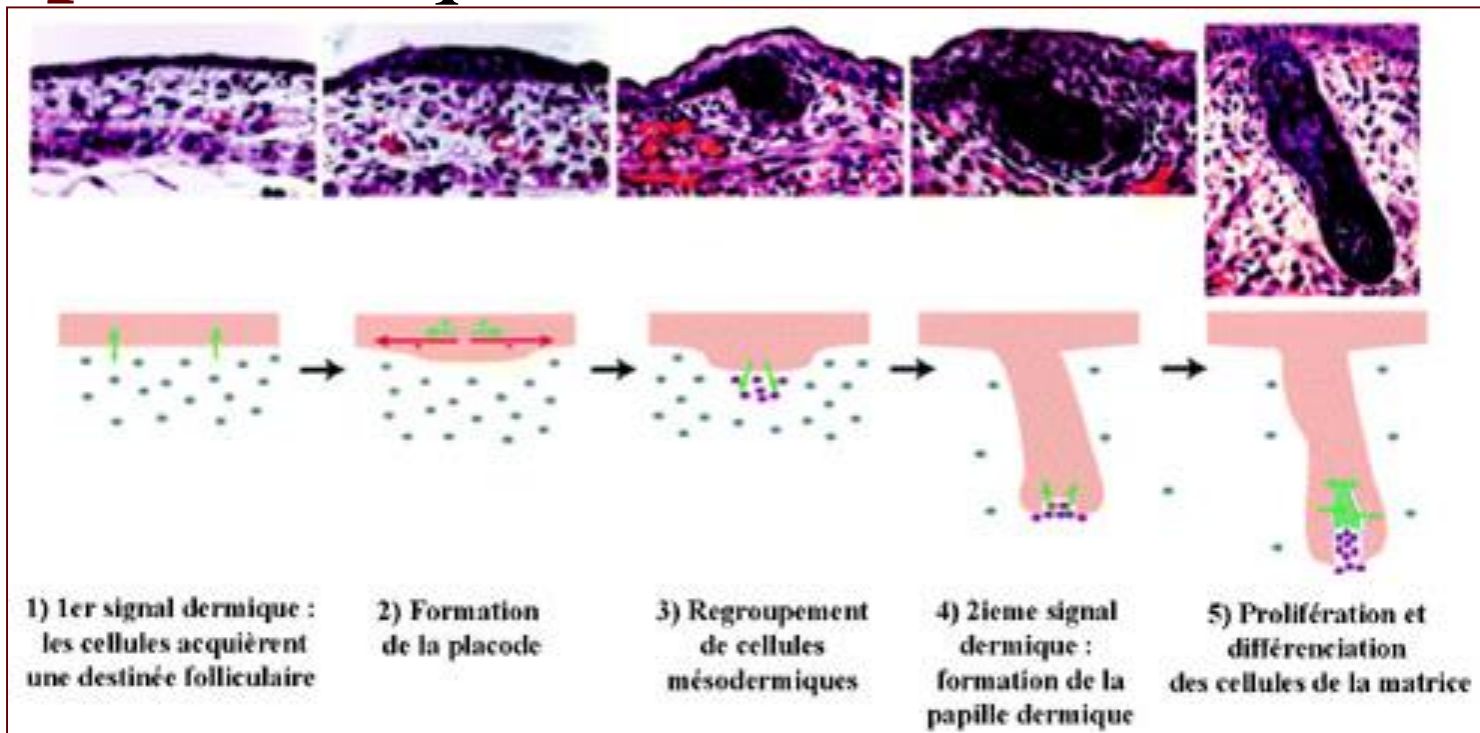 1) 1er signal dermique :
les cellules acquièrent
une destinée folliculaire
2) Formation
de la placode
3) Regroupement
de cellules
mésodermiques
4) 2ieme signal
dermique :
formation de la
papille dermique
5) Prolifération et
différenciation
des cellules de la matrice